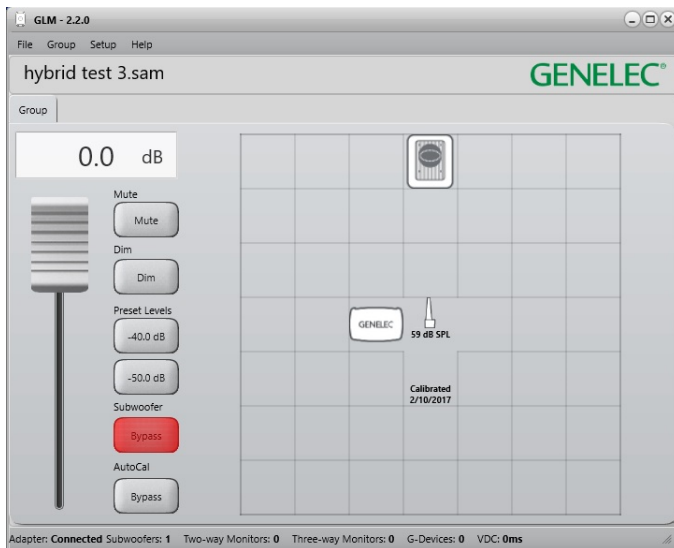 GLM - 2.2.0
File Group Setup Help
hybrid test 3.sam
GENELEC®
Group
0.0 dB
Mute
Mute
Dim
Dim
Preset Levels
-40.0 dB
-50.0 dB
Subwoofer
Bypass
AutoCal
Bypass
GENELEC
59 dB SPL
Calibrated
2/10/2017
Adapter: Connected Subwoofers: 1 Two-way Monitors: 0 Three-way Monitors: 0 G-Devices: 0 VDC: 0ms